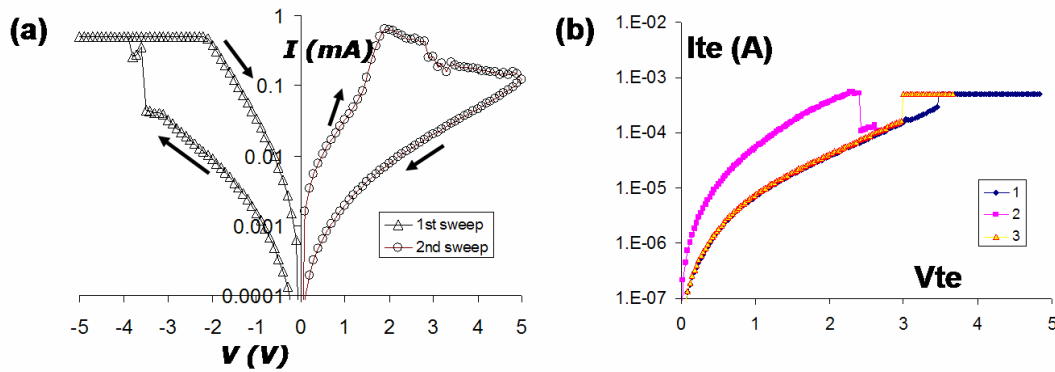 (a)
I (mA)
1
0.1
0.01
0.001
0.0001
-5 -4 -3 -2 -1 0 1 2 3 4 5
V (V)
1st sweep
2nd sweep
(b)
Ite (A)
1.E-02
1.E-03
1.E-04
1.E-05
1.E-06
1.E-07
0 1 2 3 4 5
Vte
1
2
3